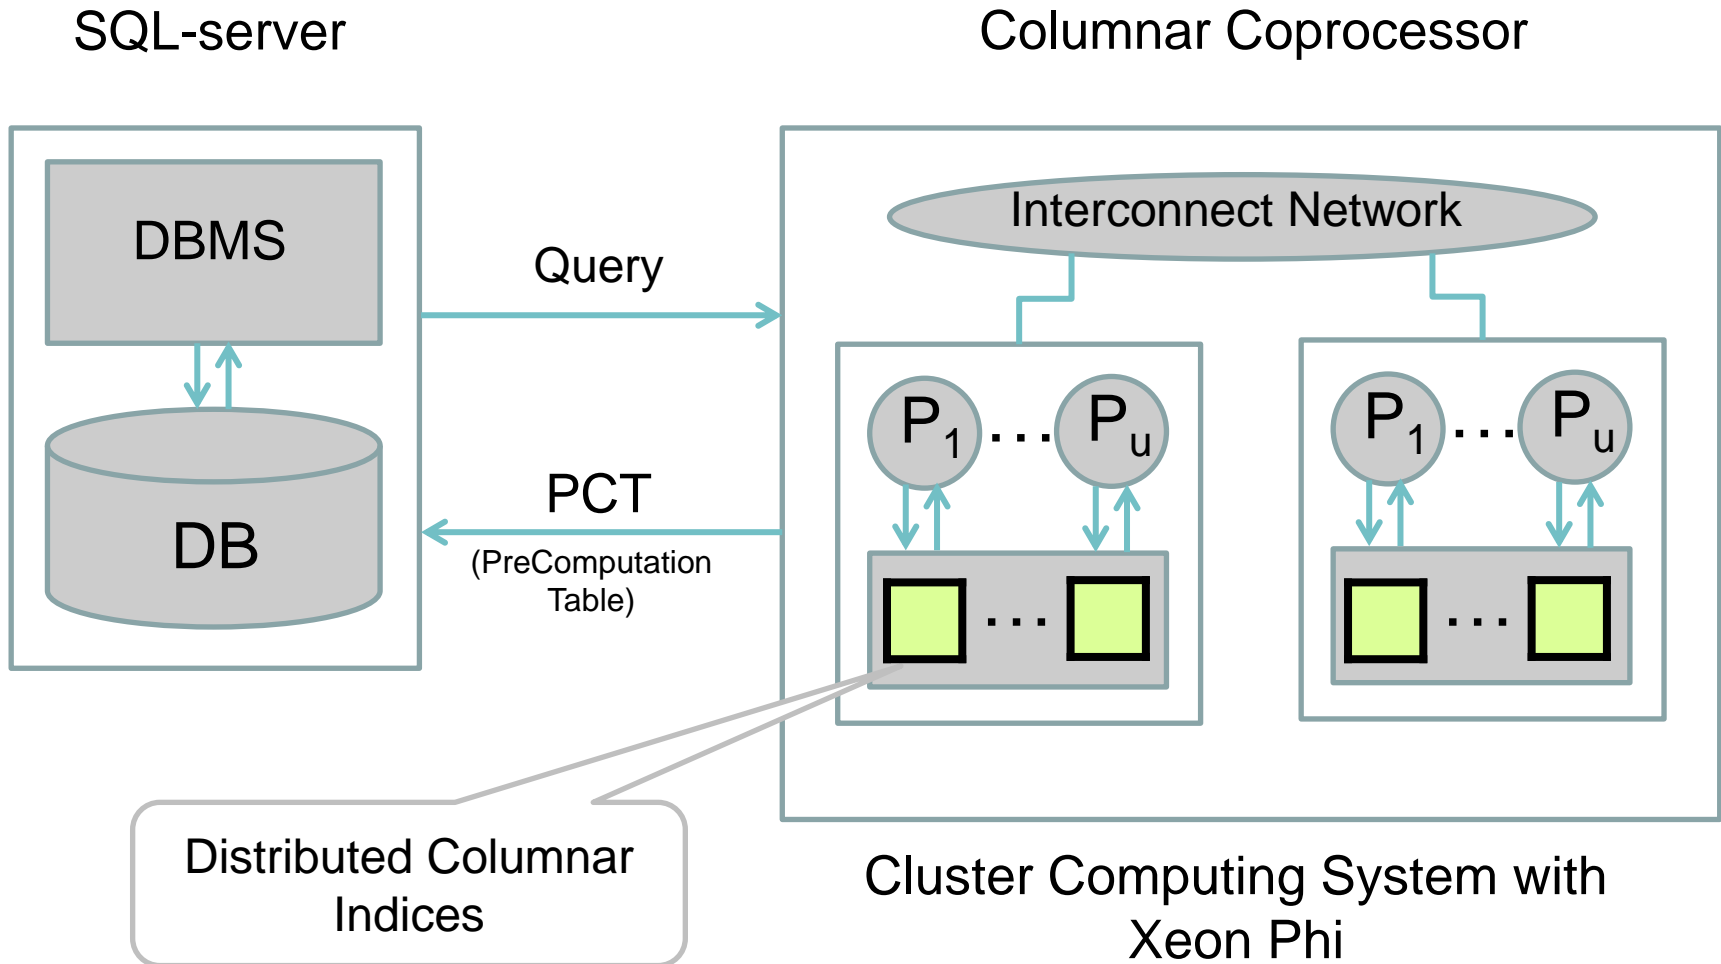 SQL-server
Columnar Coprocessor
DBMS
Query
Interconnect Network
P1 ... Pu
P1 ... Pu
DB
PCT
(PreComputation
Table)
...
...
Distributed Columnar
Indices
Cluster Computing System with
Xeon Phi